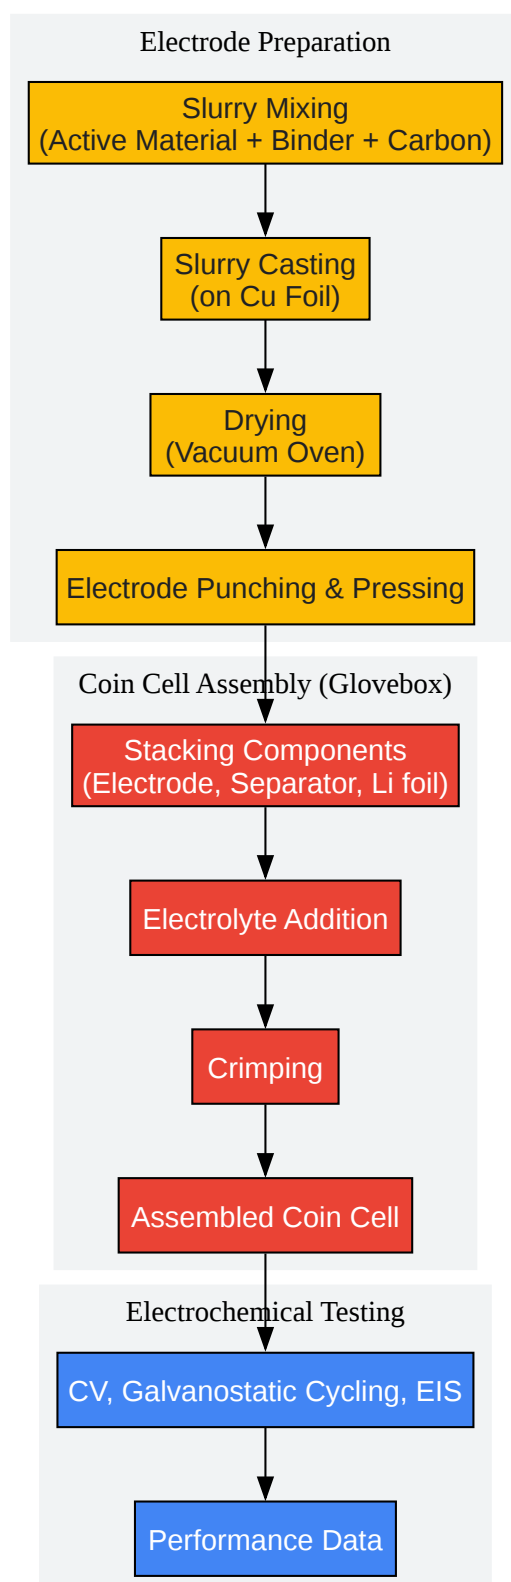 Electrode Preparation
Slurry Mixing
(Active Material + Binder + Carbon)
Slurry Casting
(on Cu Foil)
Drying
(Vacuum Oven)
Electrode Punching & Pressing
Coin Cell Assembly (Glovebox)
Stacking Components
(Electrode, Separator, Li foil)
Electrolyte Addition
Crimping
Assembled Coin Cell
Electrochemical Testing
CV, Galvanostatic Cycling, EIS
Performance Data